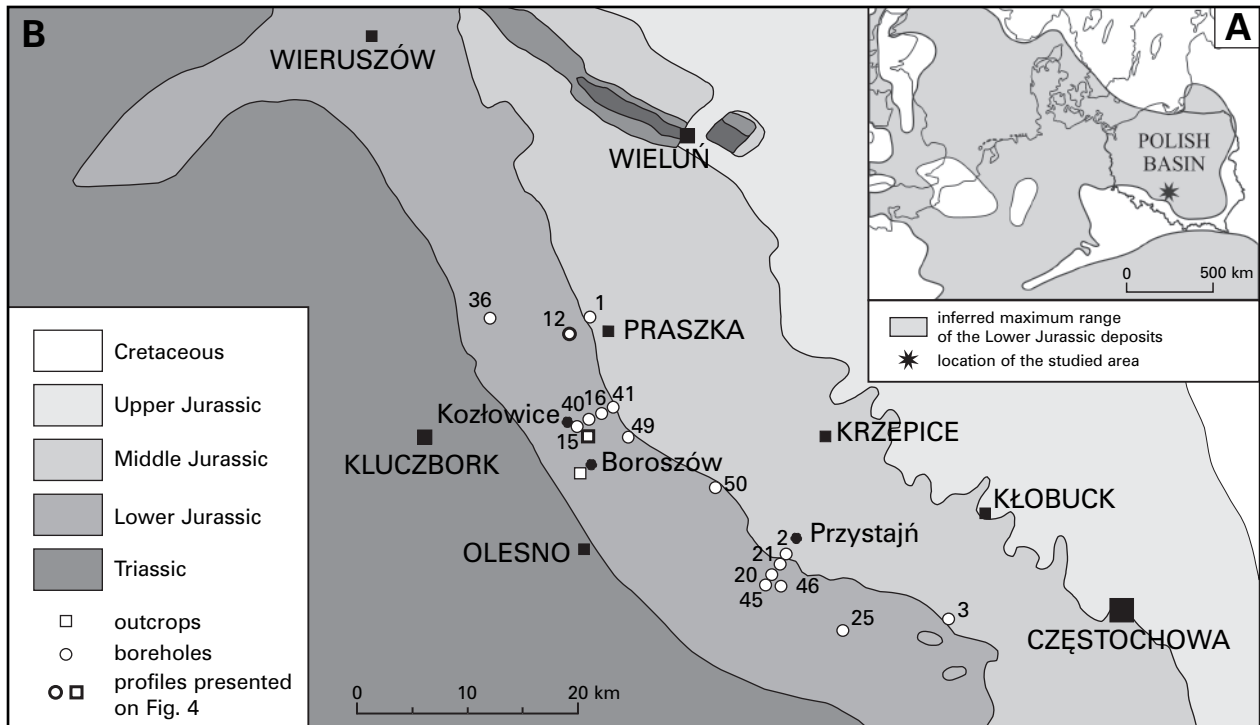 B
WIERUSZÓW
WIELUŃ
A
POLISH
BASIN
0 500 km
inferred maximum range
of the Lower Jurassic deposits
location of the studied area
36
12
1
PRASZKA
40
16
41
Kozłowice
15
49
KLUCZBORK
Boroszów
50
KRZEPICE
KŁOBUCK
OLESNO
2
Przystajń
21
20
45
46
25
3
CZĘSTOCHOWA
Cretaceous
Upper Jurassic
Middle Jurassic
Lower Jurassic
Triassic
outcrops
boreholes
profiles presented
on Fig. 4
0 10 20 km